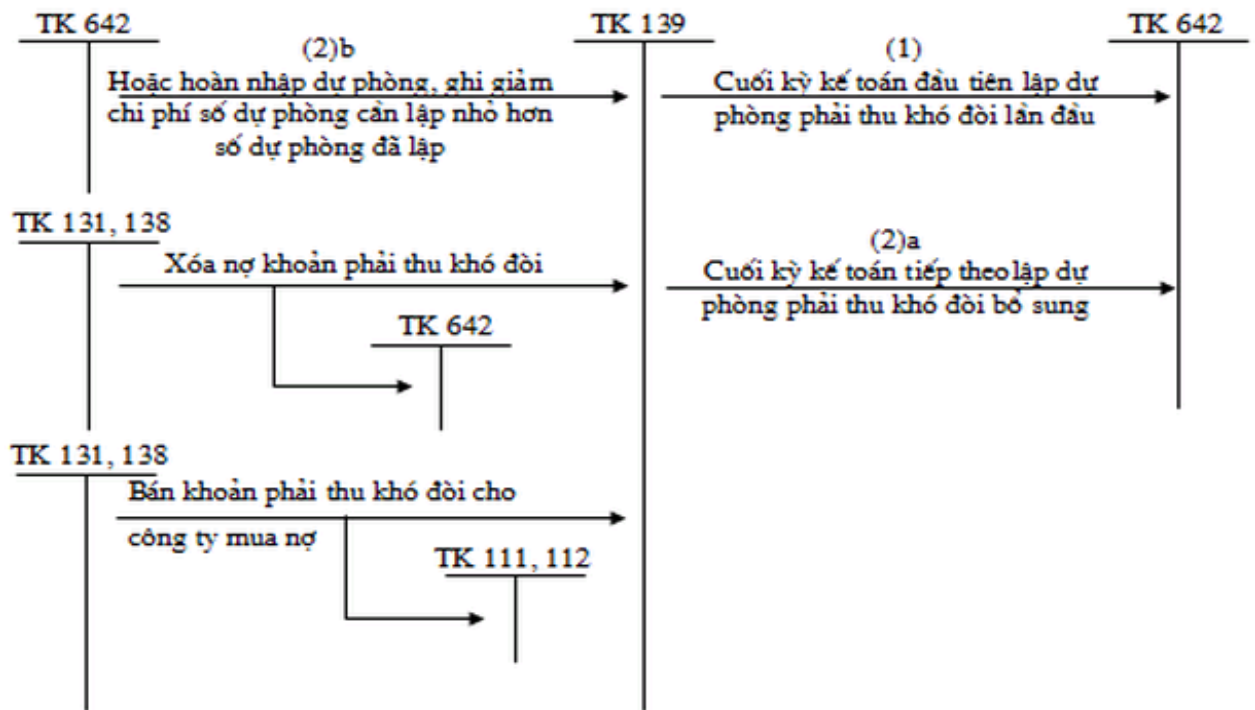 TK 642
TK 139
TK 642
(2)b
Hoặc hoàn nhập dự phòng, ghi giảm
chi phí số dự phòng cần lập nhỏ hơn
số dự phòng đã lập
(1)
Cuối kỳ kế toán đầu tiên lập dự
phòng phải thu khó đòi lần đầu
TK 131, 138
Xóa nợ khoản phải thu khó đòi
TK 642
(2)a
Cuối kỳ kế toán tiếp theo lập dự
phòng phải thu khó đòi bổ sung
TK 131, 138
Bán khoản phải thu khó đòi cho
công ty mua nợ
TK 111, 112